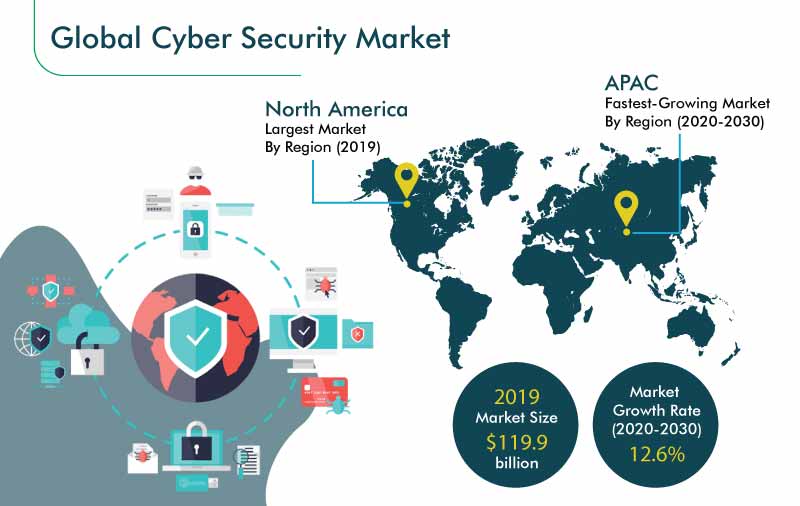 Global Cyber Security Market
North America
Largest Market
By Region (2019)
APAC
Fastest-Growing Market
By Region (2020-2030)
2019
Market Size
$119.9
billion
Market
Growth Rate
(2020-2030)
12.6%